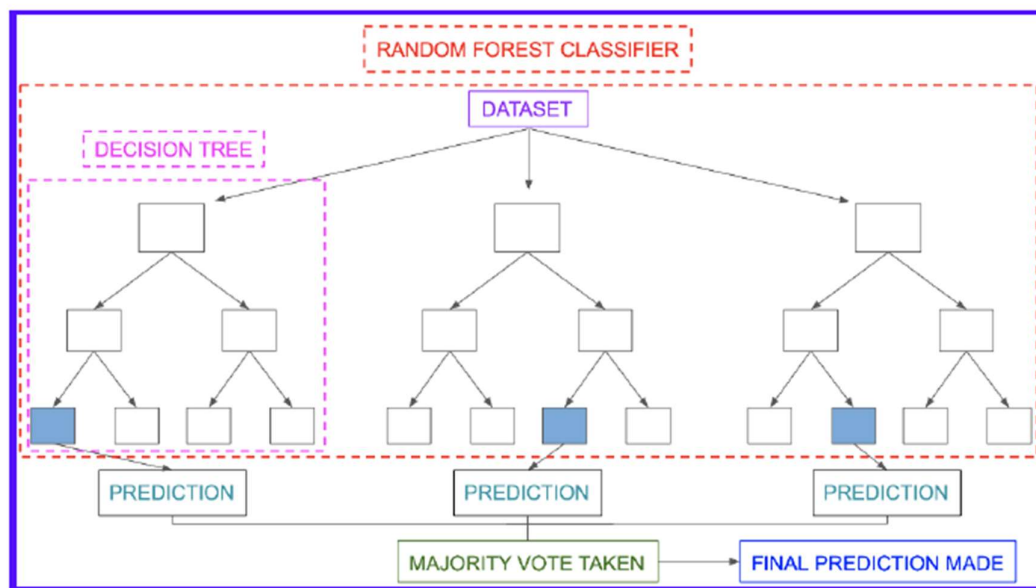 RANDOM FOREST CLASSIFIER
DATASET
DECISION TREE
PREDICTION
PREDICTION
PREDICTION
MAJORITY VOTE TAKEN
FINAL PREDICTION MADE